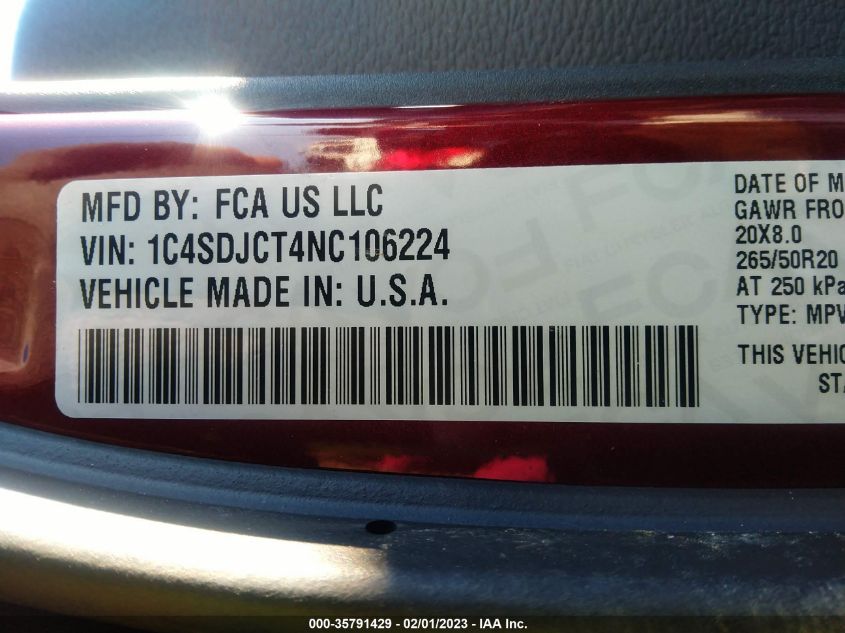 MFD BY: FCA US LLC
VIN: 1C4SDJCT4NC106224
VEHICLE MADE IN: U.S.A.
DATE OF M
GAWR FRO
20X8.0
265/50R20
AT 250 kPa
TYPE: MPV
THIS VEHIC
STA
000-35791429 - 02/01/2023 - IAA Inc.